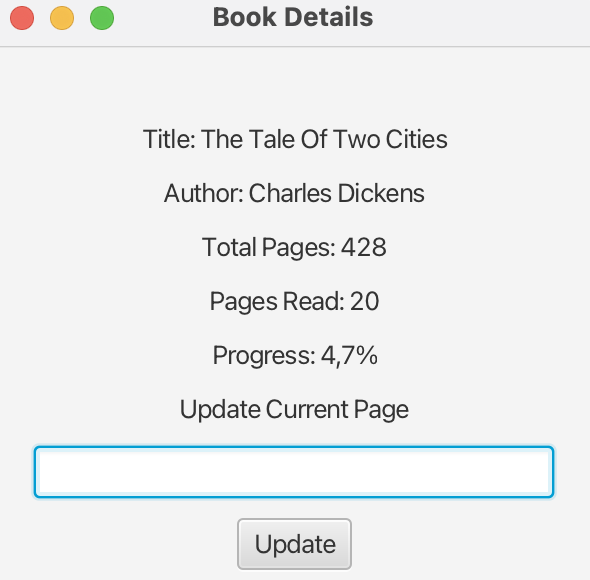 Book Details
Title: The Tale Of Two Cities
Author: Charles Dickens
Total Pages: 428
Pages Read: 20
Progress: 4,7%
Update Current Page
Update